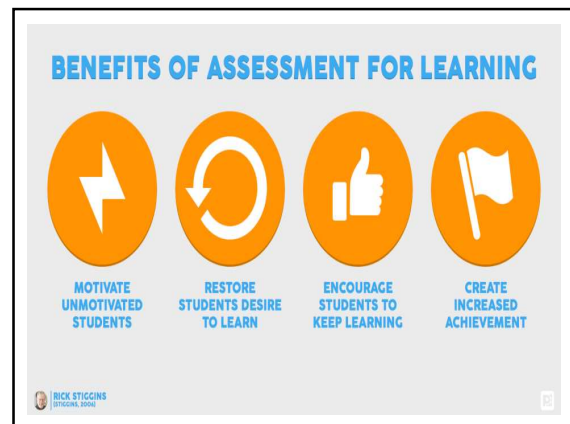 BENEFITS OF ASSESSMENT FOR LEARNING
MOTIVATE
UNMOTIVATED
STUDENTS
RESTORE
STUDENTS DESIRE
TO LEARN
ENCOURAGE
STUDENTS TO
KEEP LEARNING
CREATE
INCREASED
ACHIEVEMENT
RICK STIGGINS
(STIGGINS, 2006)